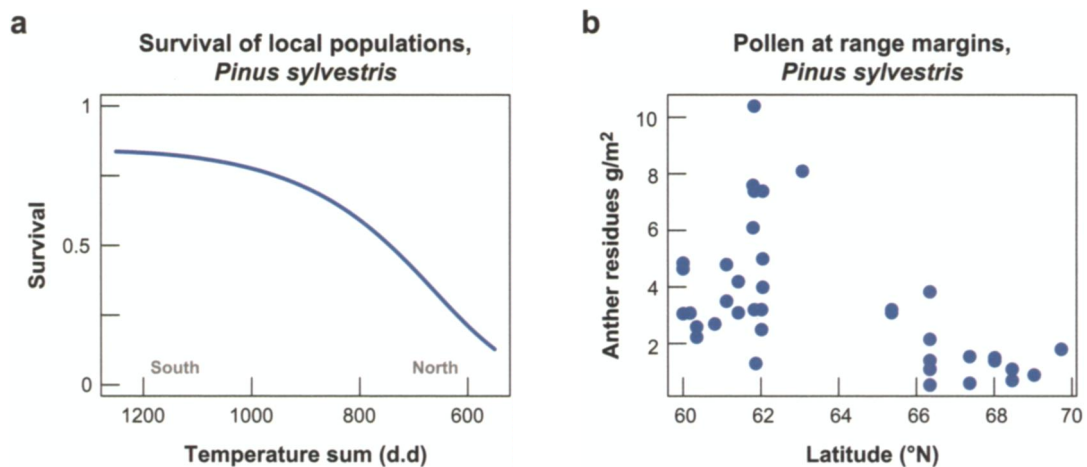 a
Survival of local populations,
Pinus sylvestris
1
0.5
0
Survival
South
North
1200
1000
800
600
Temperature sum (d.d)
b
Pollen at range margins,
Pinus sylvestris
10
8
6
4
2
Anther residues g/m²
60
62
64
66
68
70
Latitude (°N)